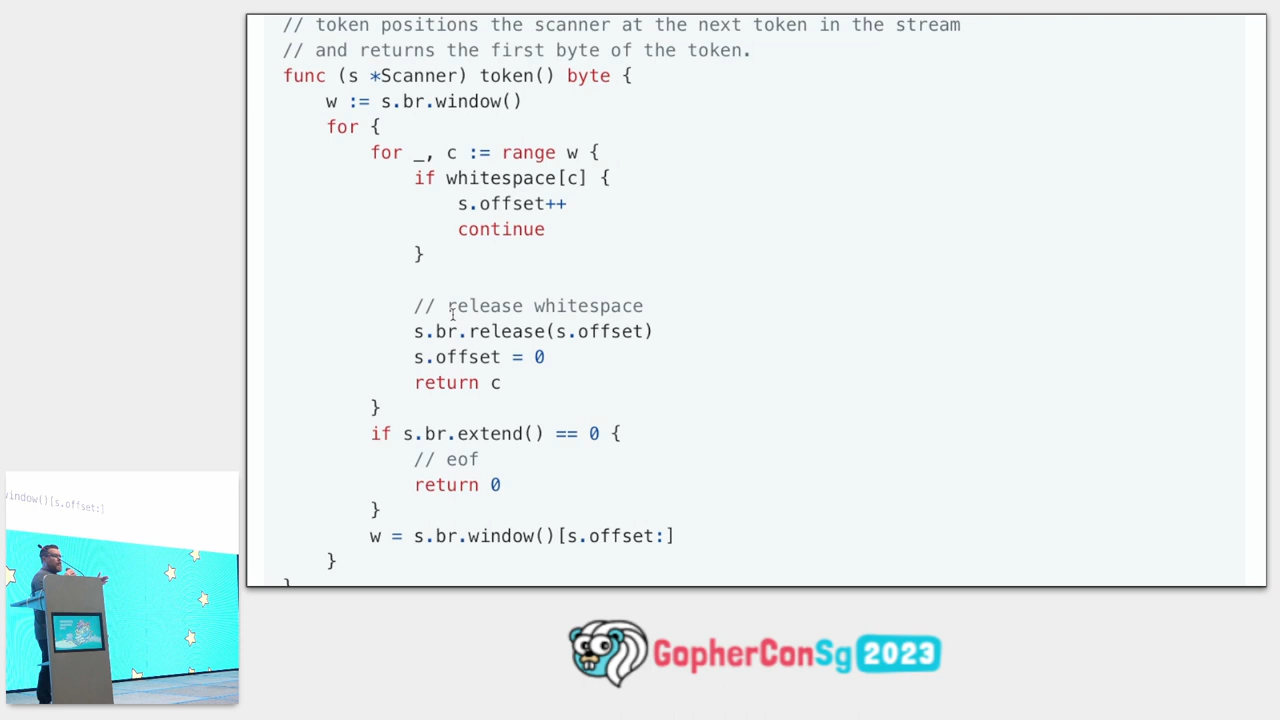 // token positions the scanner at the next token in the stream
// and returns the first byte of the token.
func (s *Scanner) token() byte {
    w := s.br.window()
    for {
        for _, c := range w {
            if whitespace[c] {
                s.offset++
                continue
            }

            // release whitespace
            s.br.release(s.offset)
            s.offset = 0
            return c
        }
        if s.br.extend() == 0 {
            // eof
            return 0
        }
        w = s.br.window()[s.offset:]
    }
}
window()[s.offset:]
GopherConSg 2023